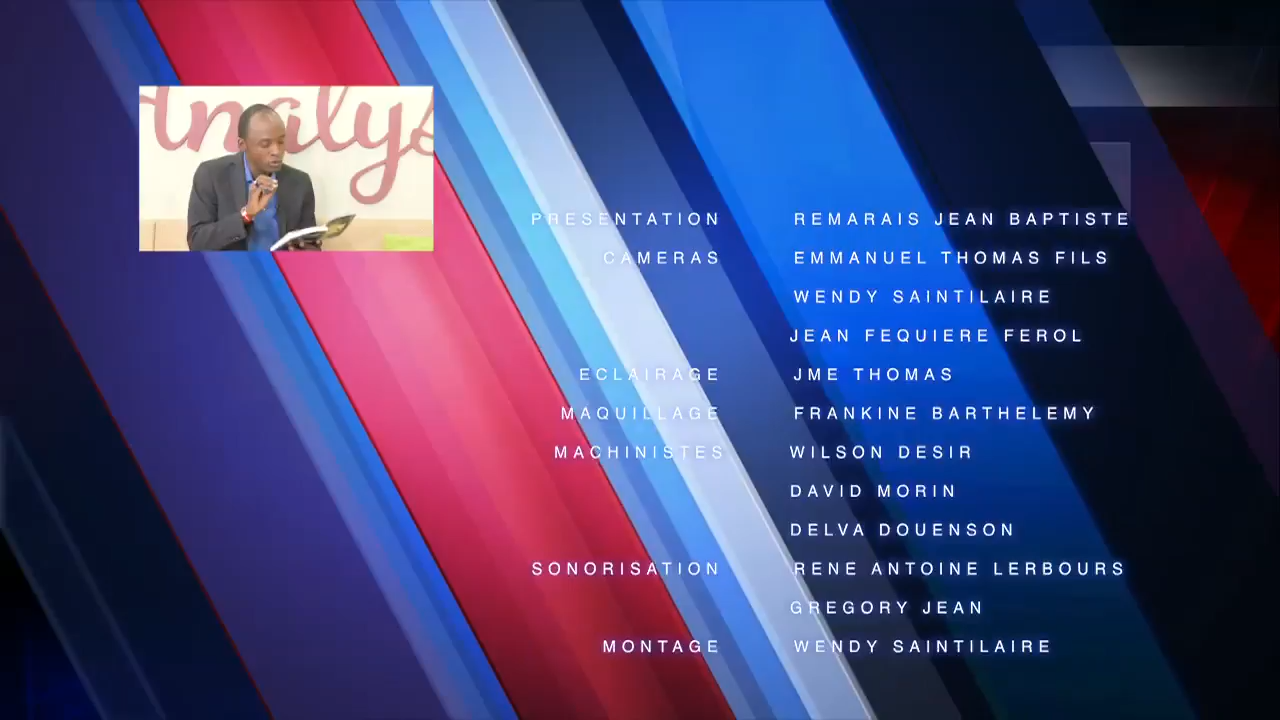 Analys
PRESENTATION REMARAIS JEAN BAPTISTE
CAMERAS EMMANUEL THOMAS FILS
WENDY SAINTILAIRE
JEAN FEQUIERE FEROL
ECLAIRAGE JME THOMAS
MAQUILLAGE FRANKINE BARTHELEMY
MACHINISTES WILSON DESIR
DAVID MORIN
DELVA DOUENSON
SONORISATION RENE ANTOINE LERBOURS
GREGORY JEAN
MONTAGE WENDY SAINTILAIRE